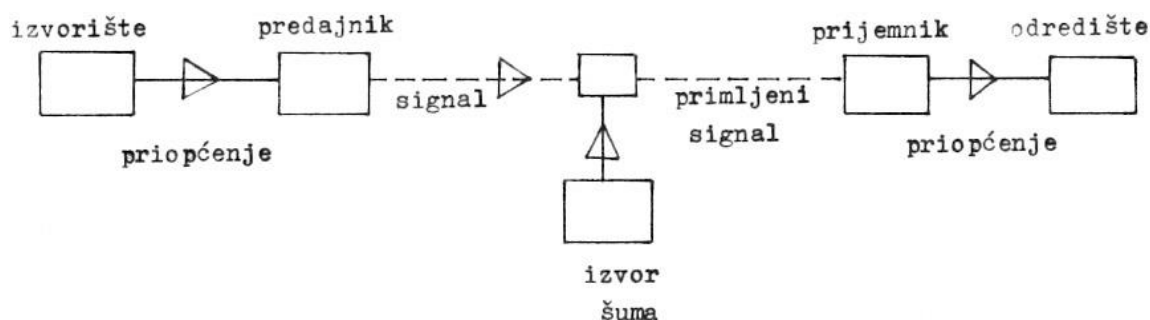 izvorište
predajnik
prijemnik
odredište
signal
primljeni
signal
priopćenje
priopćenje
izvor
šuma